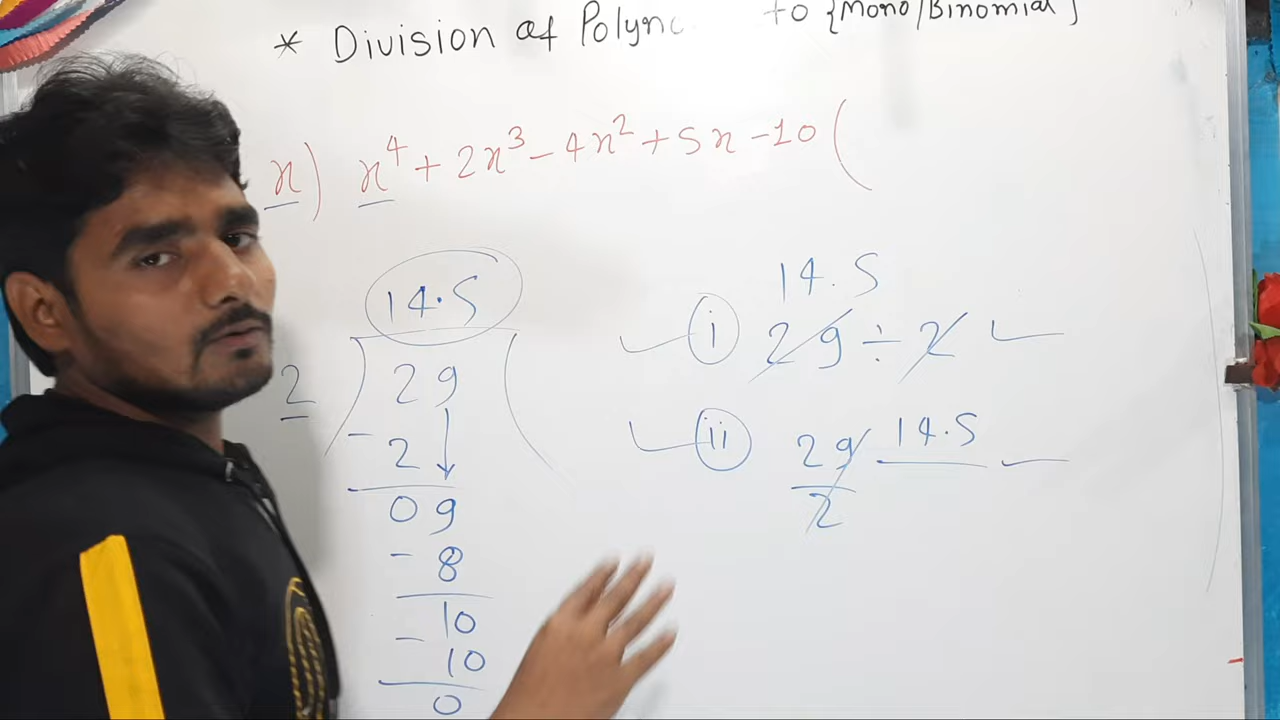 * Division of Polyno to {Mono/Binomial}
x) x⁴ + 2x³ - 4x² + 5x - 10 (
14.5
2 ) 29 (
- 2
09
- 8
10
- 10
0
14.5
(i) 29 ÷ 2
(ii) 29/2 14.5